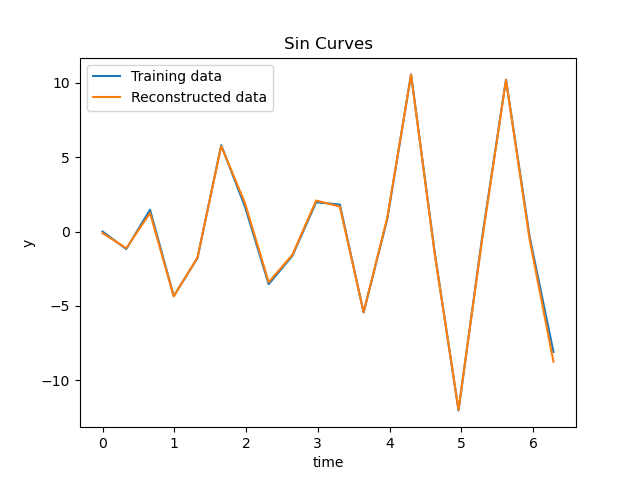 Sin Curves
Training data
Reconstructed data
10
5
0
−5
−10
y
0 1 2 3 4 5 6
time